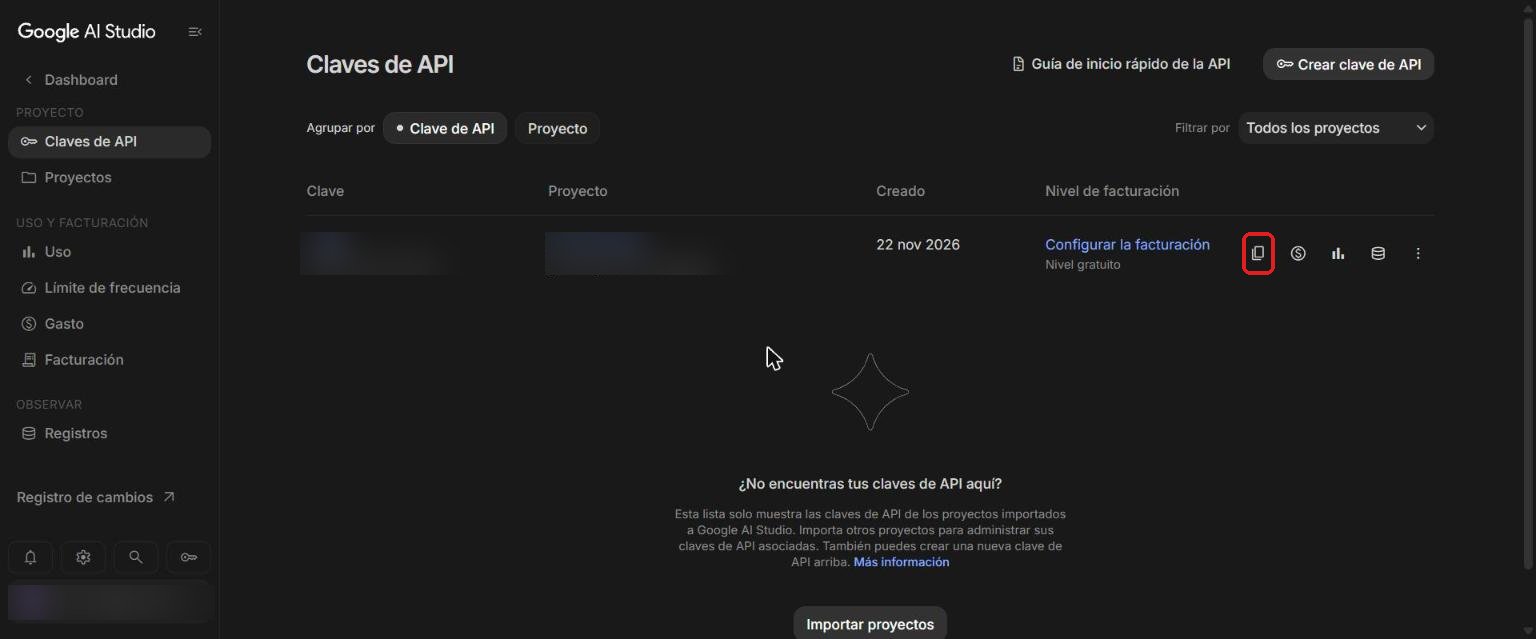 Google AI Studio
Dashboard
PROYECTO
Claves de API
Proyectos
USO Y FACTURACIÓN
Uso
Límite de frecuencia
Gasto
Facturación
OBSERVAR
Registros
Registro de cambios
Claves de API
Guía de inicio rápido de la API
Crear clave de API
Agrupar por
Clave de API
Proyecto
Filtrar por
Todos los proyectos
Clave Proyecto Creado Nivel de facturación
22 nov 2026
Configurar la facturación
Nivel gratuito
¿No encuentras tus claves de API aquí?
Esta lista solo muestra las claves de API de los proyectos importados
a Google AI Studio. Importa otros proyectos para administrar sus
claves de API asociadas. También puedes crear una nueva clave de
API arriba. Más información
Importar proyectos